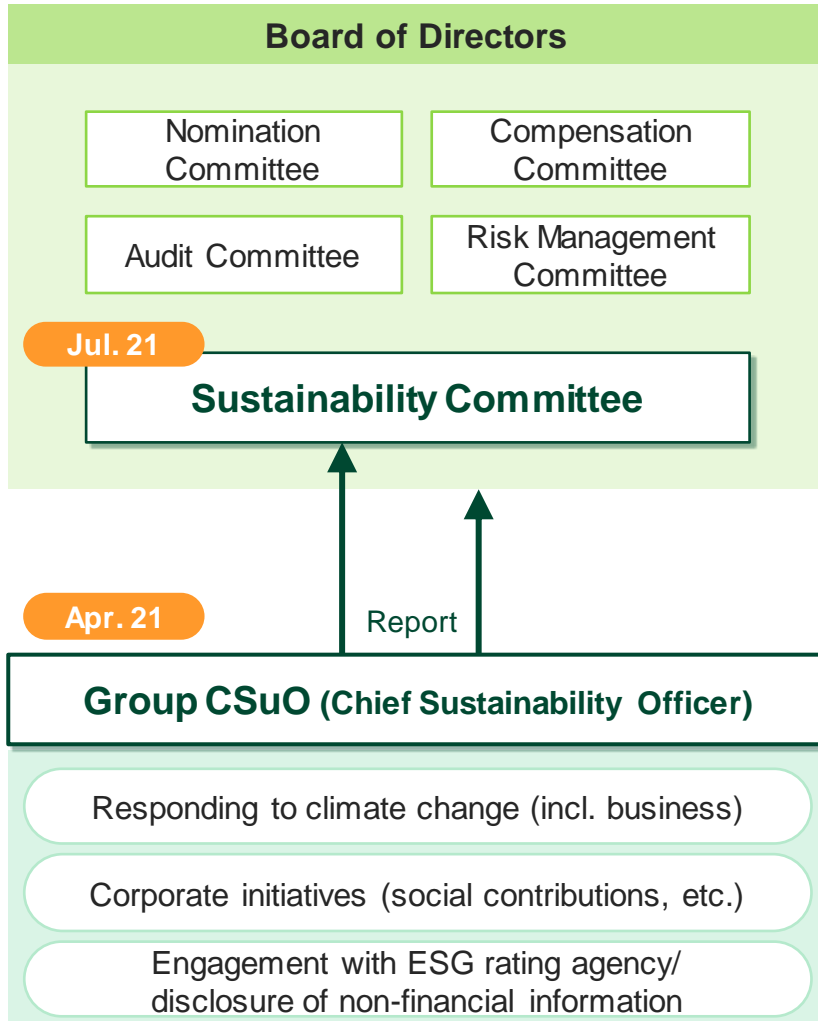 Board of Directors
Nomination
Committee
Compensation
Committee
Audit Committee
Risk Management
Committee
Jul. 21
Sustainability Committee
Apr. 21
Report
Group CSuO (Chief Sustainability Officer)
Responding to climate change (incl. business)
Corporate initiatives (social contributions, etc.)
Engagement with ESG rating agency/
disclosure of non-financial information